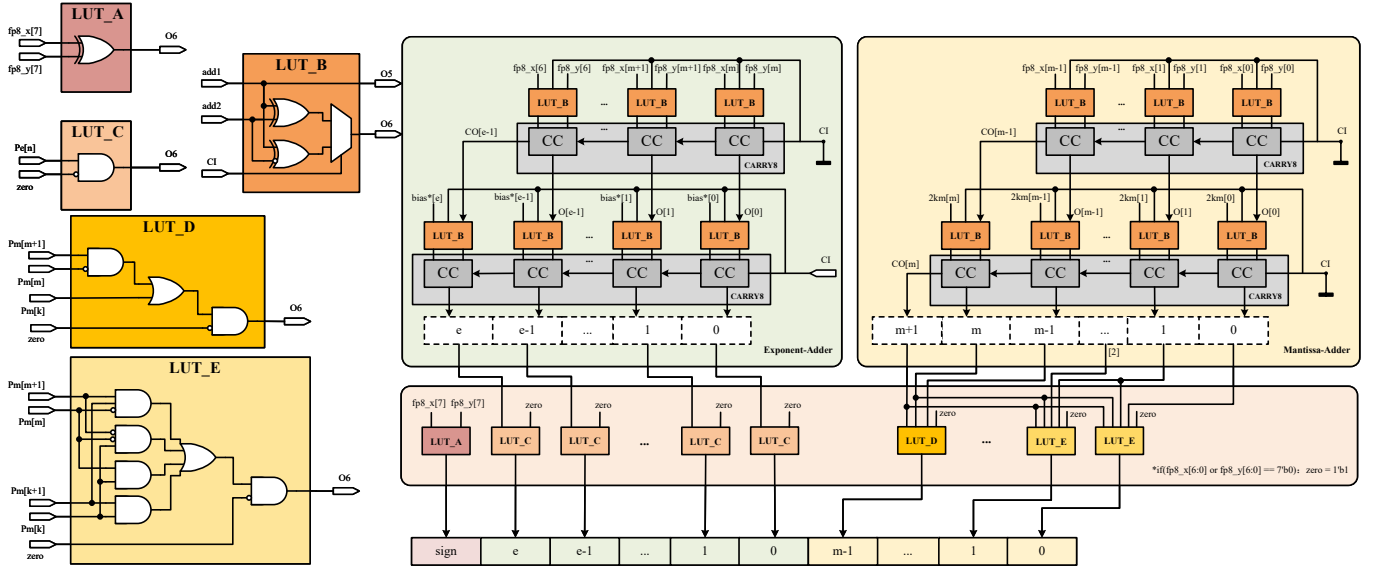 LUT_A
fp8_x[7]
fp8_y[7]
O6
LUT_B
add1
add2
CI
O5
O6
LUT_C
Pe[n]
zero
O6
LUT_D
Pm[m+1]
Pm[m]
Pm[k]
zero
O6
LUT_E
Pm[m+1]
Pm[m]
Pm[k+1]
Pm[k]
zero
O6
fp8_x[6] fp8_y[6] fp8_x[m+1] fp8_y[m+1] fp8_x[m] fp8_y[m]
LUT_B ... LUT_B LUT_B
CO[e-1] CC ... CC CC CI
CARRY8
bias*[e] bias*[e-1] bias*[1] bias*[0]
O[e-1] O[1] O[0]
LUT_B LUT_B ... LUT_B LUT_B
CC CC ... CC CC CI
CARRY8
e e-1 ... 1 0
Exponent-Adder
fp8_x[m-1] fp8_y[m-1] fp8_x[1] fp8_y[1] fp8_x[0] fp8_y[0]
LUT_B ... LUT_B LUT_B
CO[m-1] CC ... CC CC CI
CARRY8
2km[m] 2km[m-1] 2km[1] 2km[0]
O[m-1] O[1] O[0]
LUT_B LUT_B ... LUT_B LUT_B
CO[m] CC CC ... CC CC CI
CARRY8
m+1 m m-1 ... 1 0
[2]
Mantissa-Adder
fp8_x[7] fp8_y[7] zero zero zero zero zero zero zero
LUT_A LUT_C LUT_C ... LUT_C LUT_C LUT_D ... LUT_E LUT_E
*if(fp8_x[6:0] or fp8_y[6:0] == 7'b0); zero = 1'b1
sign e e-1 ... 1 0 m-1 ... 1 0